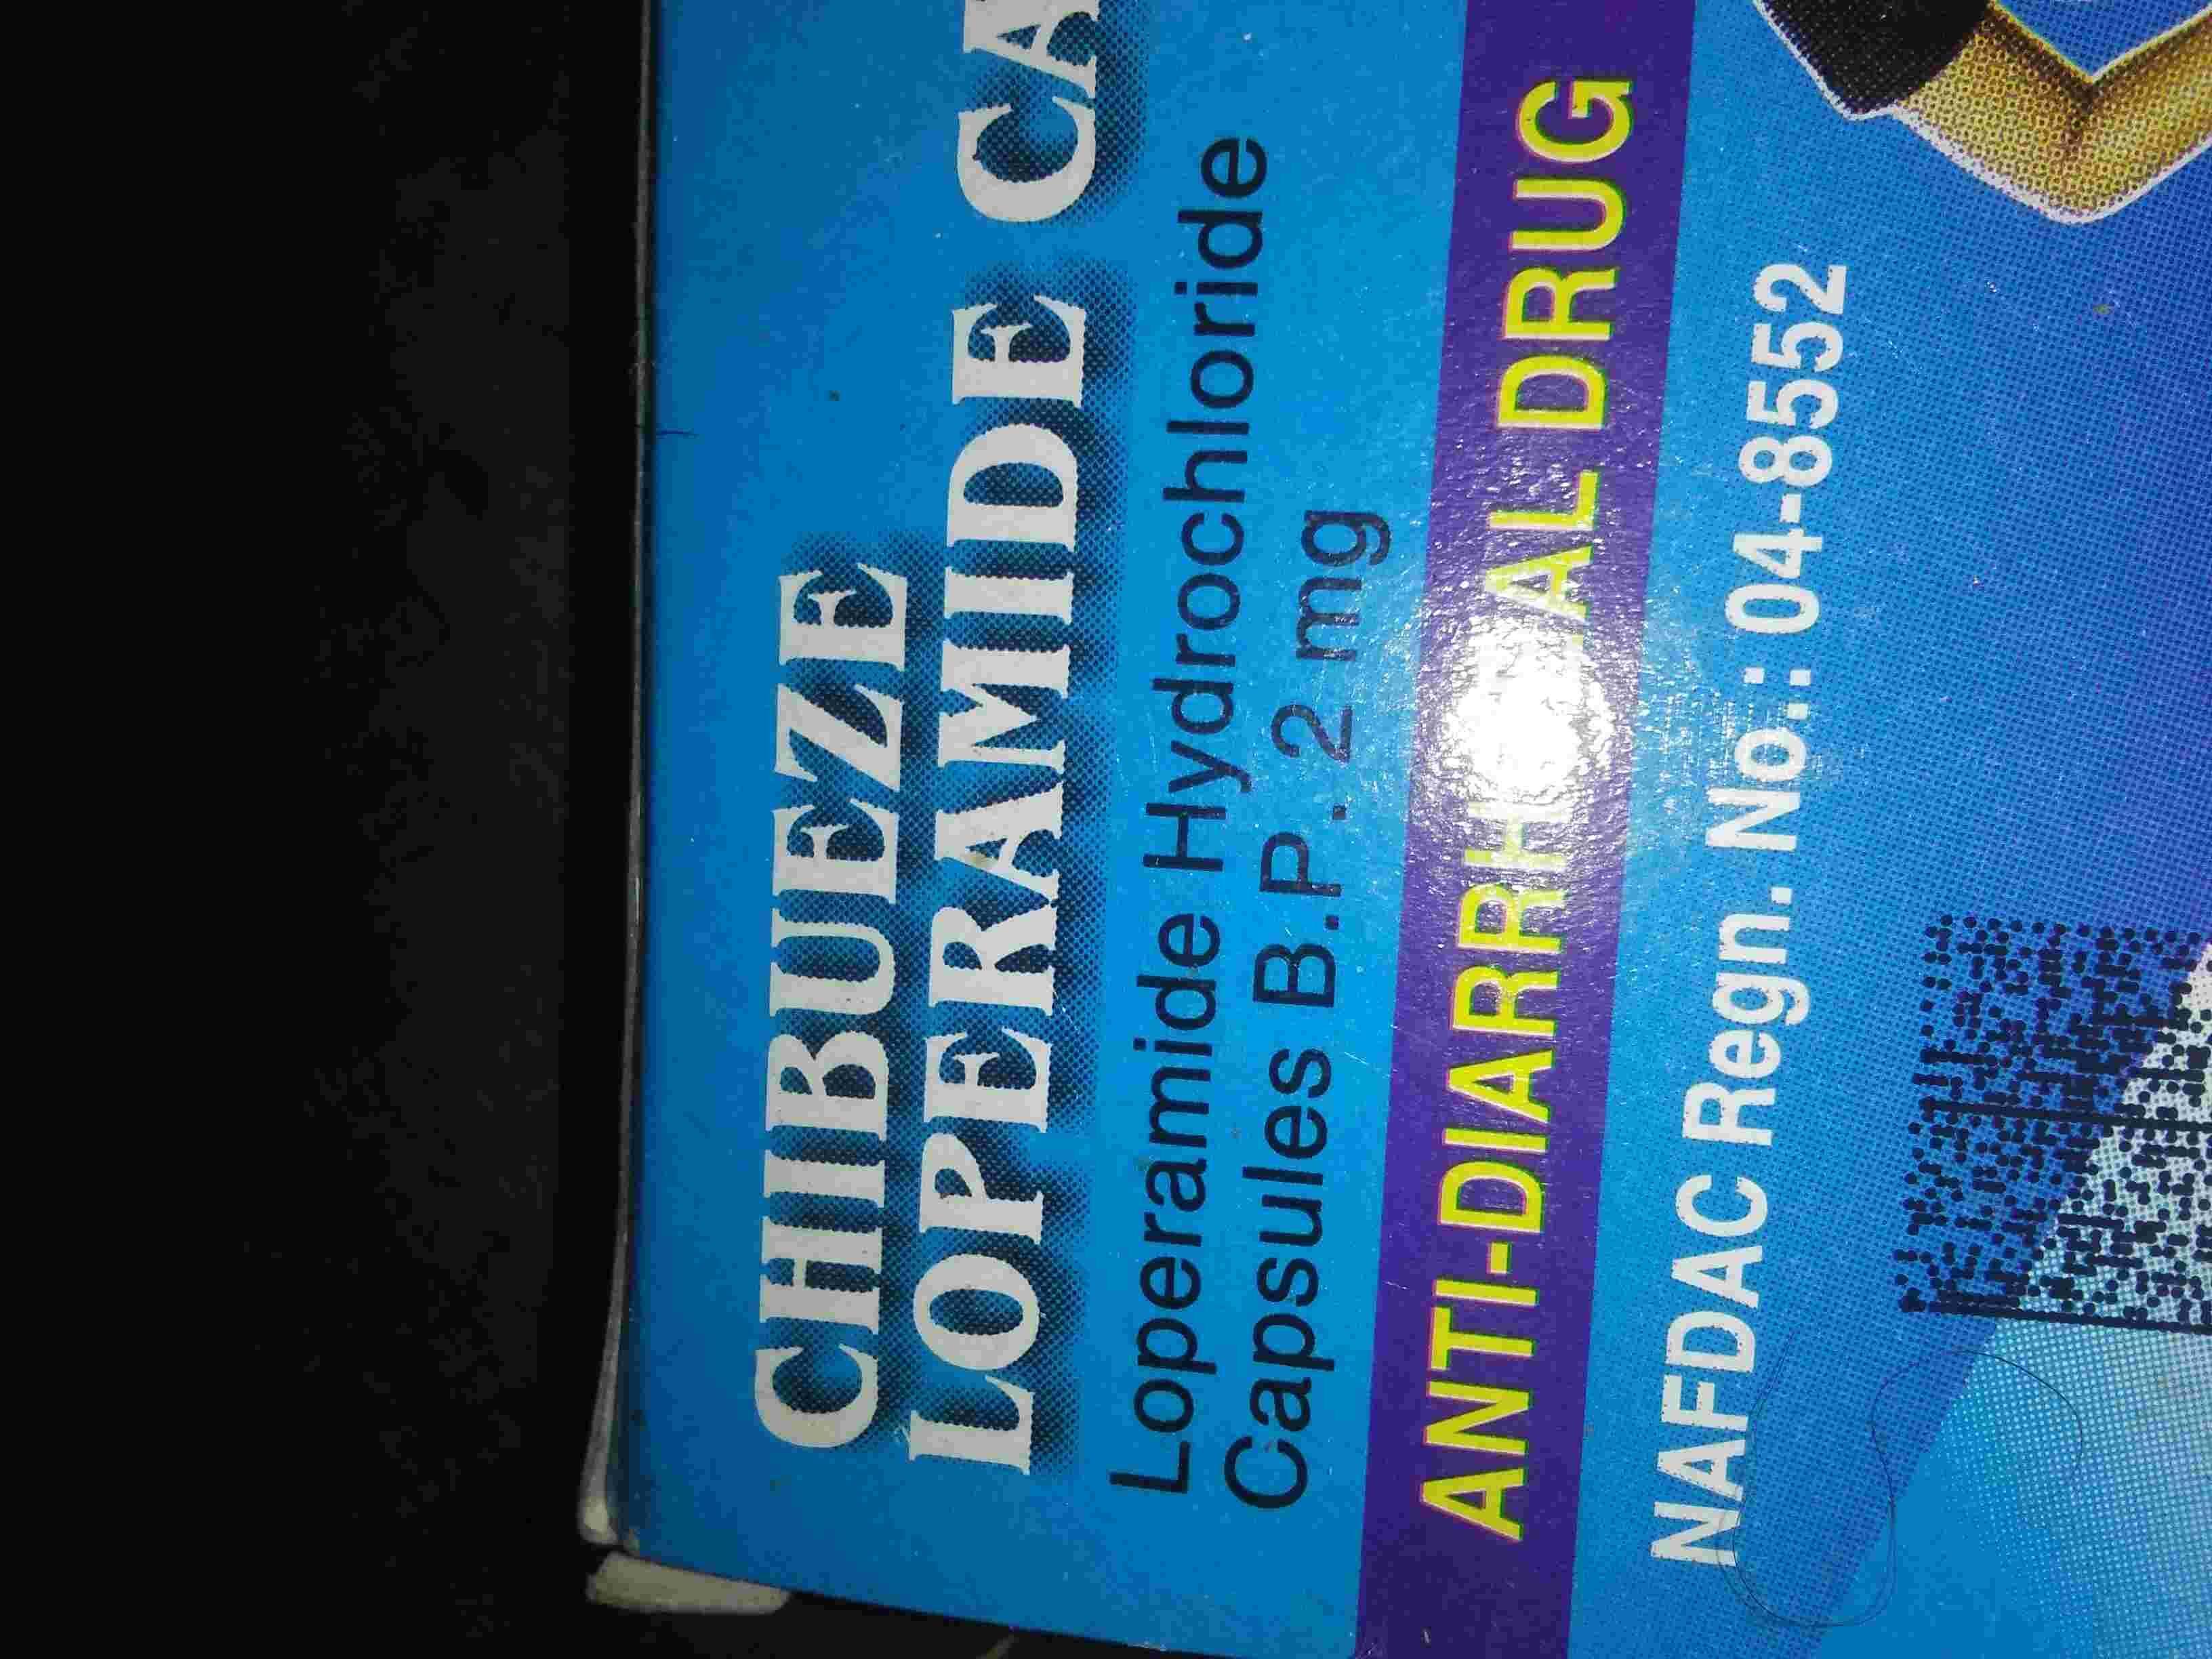 CHIBUEZE
LOPERAMIDE CA
Loperamide Hydrochloride
Capsules B.P. 2 mg
ANTI-DIARRH AL DRUG
NAFDAC Regn. No.: 04-8552